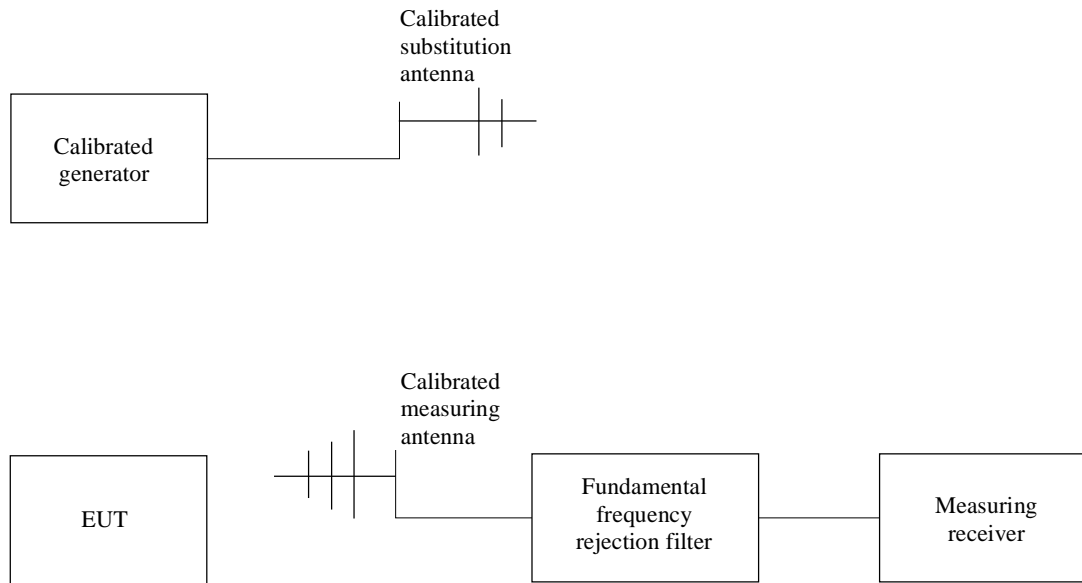 Calibrated
substitution
antenna
Calibrated
generator
Calibrated
measuring
antenna
EUT
Fundamental
frequency
rejection filter
Measuring
receiver